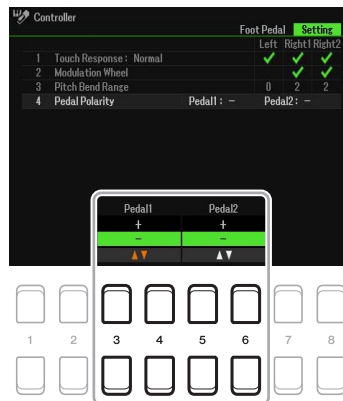 Controller
Foot Pedal Setting
Left Right1 Right2
1 Touch Response: Normal
2 Modulation Wheel
3 Pitch Bend Range 0 2 2
4 Pedal Polarity Pedal1: − Pedal2: −
Pedal1 Pedal2
+ +
− −
1 2 3 4 5 6 7 8